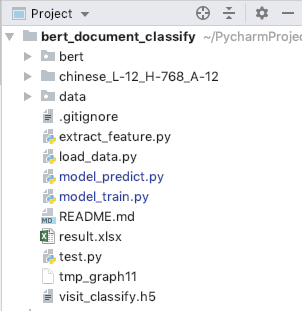 Project
bert_document_classify ~/PycharmProjec
bert
chinese_L-12_H-768_A-12
data
.gitignore
extract_feature.py
load_data.py
model_predict.py
model_train.py
README.md
result.xlsx
test.py
tmp_graph11
visit_classify.h5